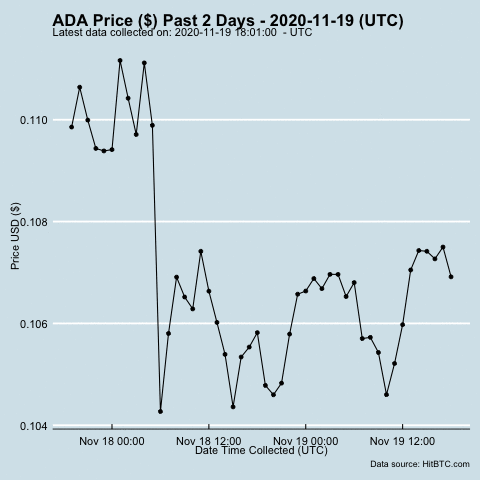 ADA Price ($) Past 2 Days - 2020-11-19 (UTC)
Latest data collected on: 2020-11-19 18:01:00  - UTC
0.110
0.108
0.106
0.104
Price USD ($)
Nov 18 00:00 Nov 18 12:00 Nov 19 00:00 Nov 19 12:00
Date Time Collected (UTC)
Data source: HitBTC.com